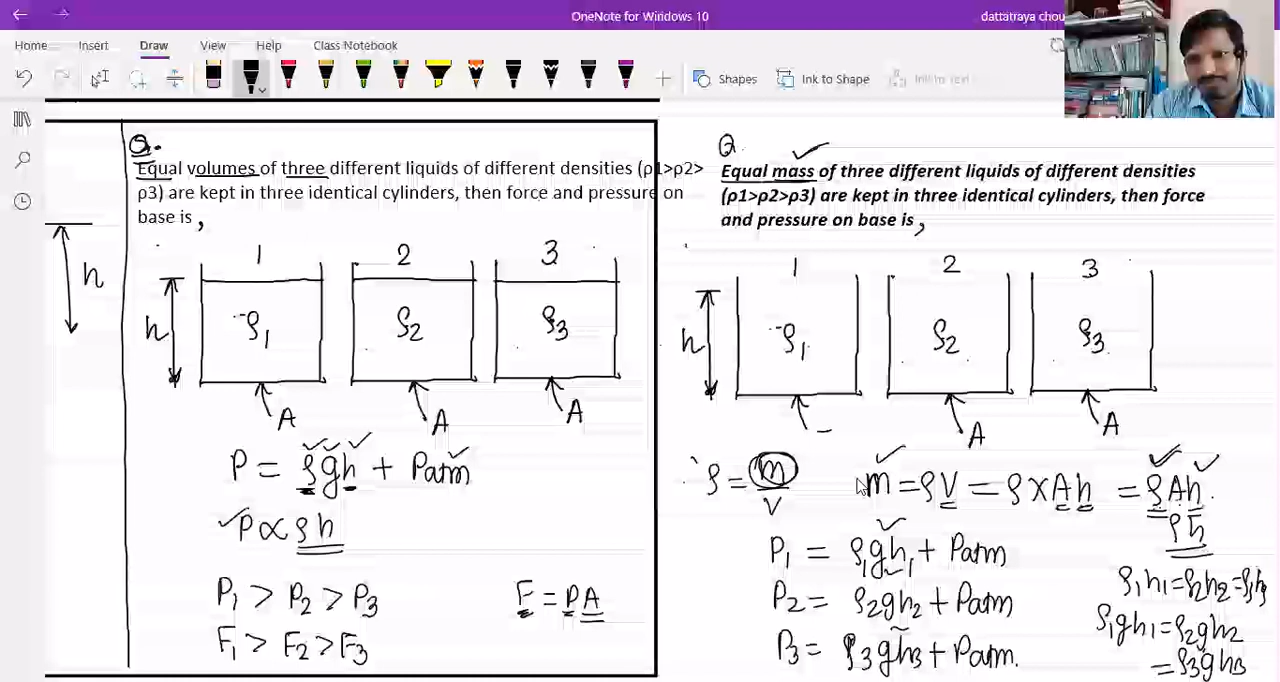 OneNote for Windows 10
dattatraya chou
Home Insert Draw View Help Class Notebook
Shapes Ink to Shape Ink to Text
Q.
Equal volumes of three different liquids of different densities (ρ1>ρ2>
ρ3) are kept in three identical cylinders, then force and pressure on
base is ,
1 2 3
h
h
ρ1 ρ2 ρ3
A A A
P = ρgh + Patm
P ∝ ρh
P1 > P2 > P3
F = PA
F1 > F2 > F3
Q.
Equal mass of three different liquids of different densities
(ρ1>ρ2>ρ3) are kept in three identical cylinders, then force
and pressure on base is ,
1 2 3
h
ρ1 ρ2 ρ3
A A
ρ = m/V m = ρV = ρ × Ah = ρAh.
ρh
P1 = ρ1gh1 + Patm
P2 = ρ2gh2 + Patm
P3 = ρ3gh3 + Patm.
ρ1h1 = ρ2h2 = ρ3h3
ρ1gh1 = ρ2gh2
= ρ3gh3